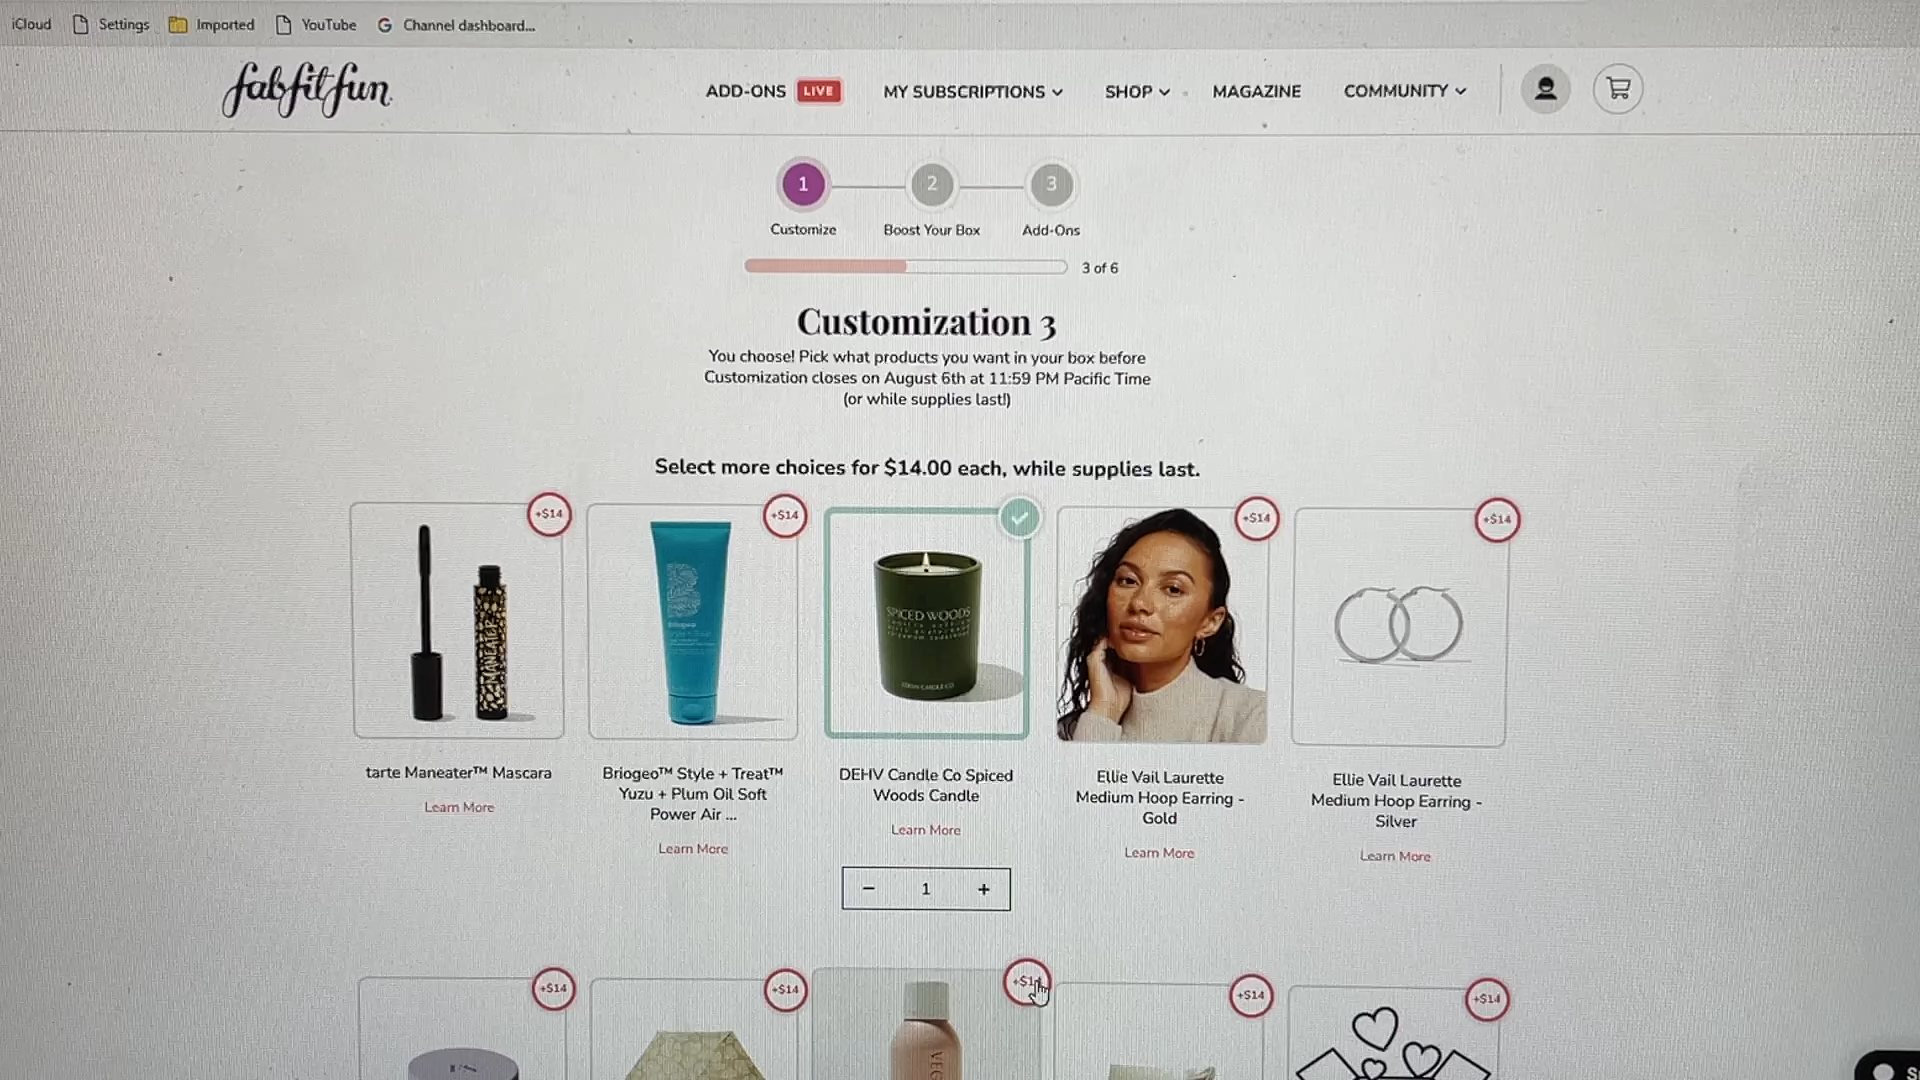 iCloud Settings Imported YouTube Channel dashboard...
fabfitfun
ADD-ONS LIVE MY SUBSCRIPTIONS SHOP MAGAZINE COMMUNITY
1 2 3
Customize Boost Your Box Add-Ons
3 of 6
Customization 3
You choose! Pick what products you want in your box before
Customization closes on August 6th at 11:59 PM Pacific Time
(or while supplies last!)
Select more choices for $14.00 each, while supplies last.
+$14 +$14 +$14 +$14
MANEATER
B
Briogeo
SPICED WOODS
tarte Maneater™ Mascara
Learn More
Briogeo™ Style + Treat™
Yuzu + Plum Oil Soft
Power Air ...
Learn More
DEHV Candle Co Spiced
Woods Candle
Learn More
− 1 +
Ellie Vail Laurette
Medium Hoop Earring -
Gold
Learn More
Ellie Vail Laurette
Medium Hoop Earring -
Silver
Learn More
+$14 +$14 +$14 +$14 +$14
VEG